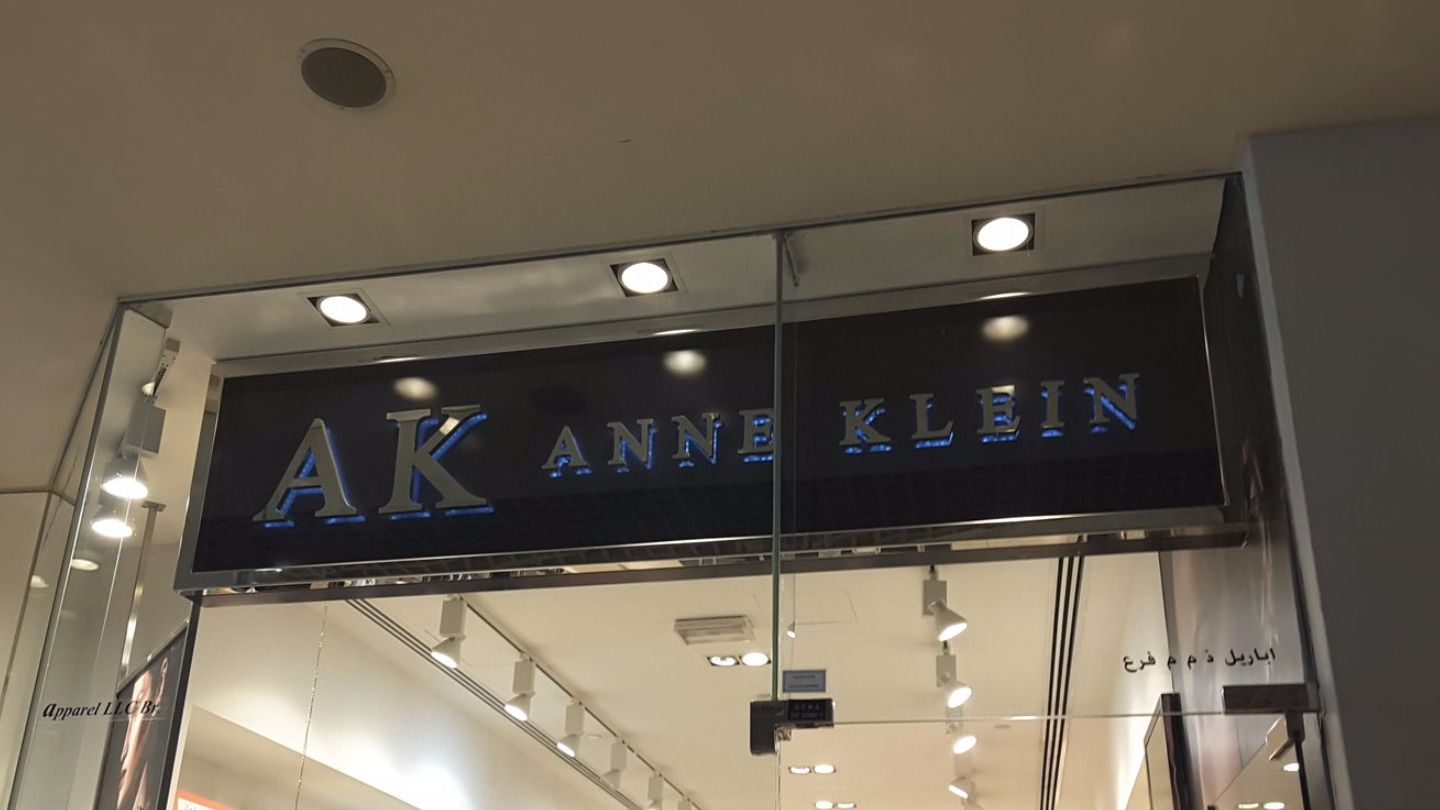 AK ANNE KLEIN
apparel LLC Br.
اباريل ذ م م فرع